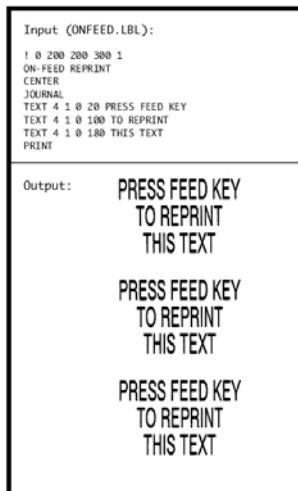 Input (ONFEED.LBL):
! 0 200 200 300 1
ON-FEED REPRINT
CENTER
JOURNAL
TEXT 4 1 0 20 PRESS FEED KEY
TEXT 4 1 0 100 TO REPRINT
TEXT 4 1 0 180 THIS TEXT
PRINT
Output:
PRESS FEED KEY
TO REPRINT
THIS TEXT
PRESS FEED KEY
TO REPRINT
THIS TEXT
PRESS FEED KEY
TO REPRINT
THIS TEXT